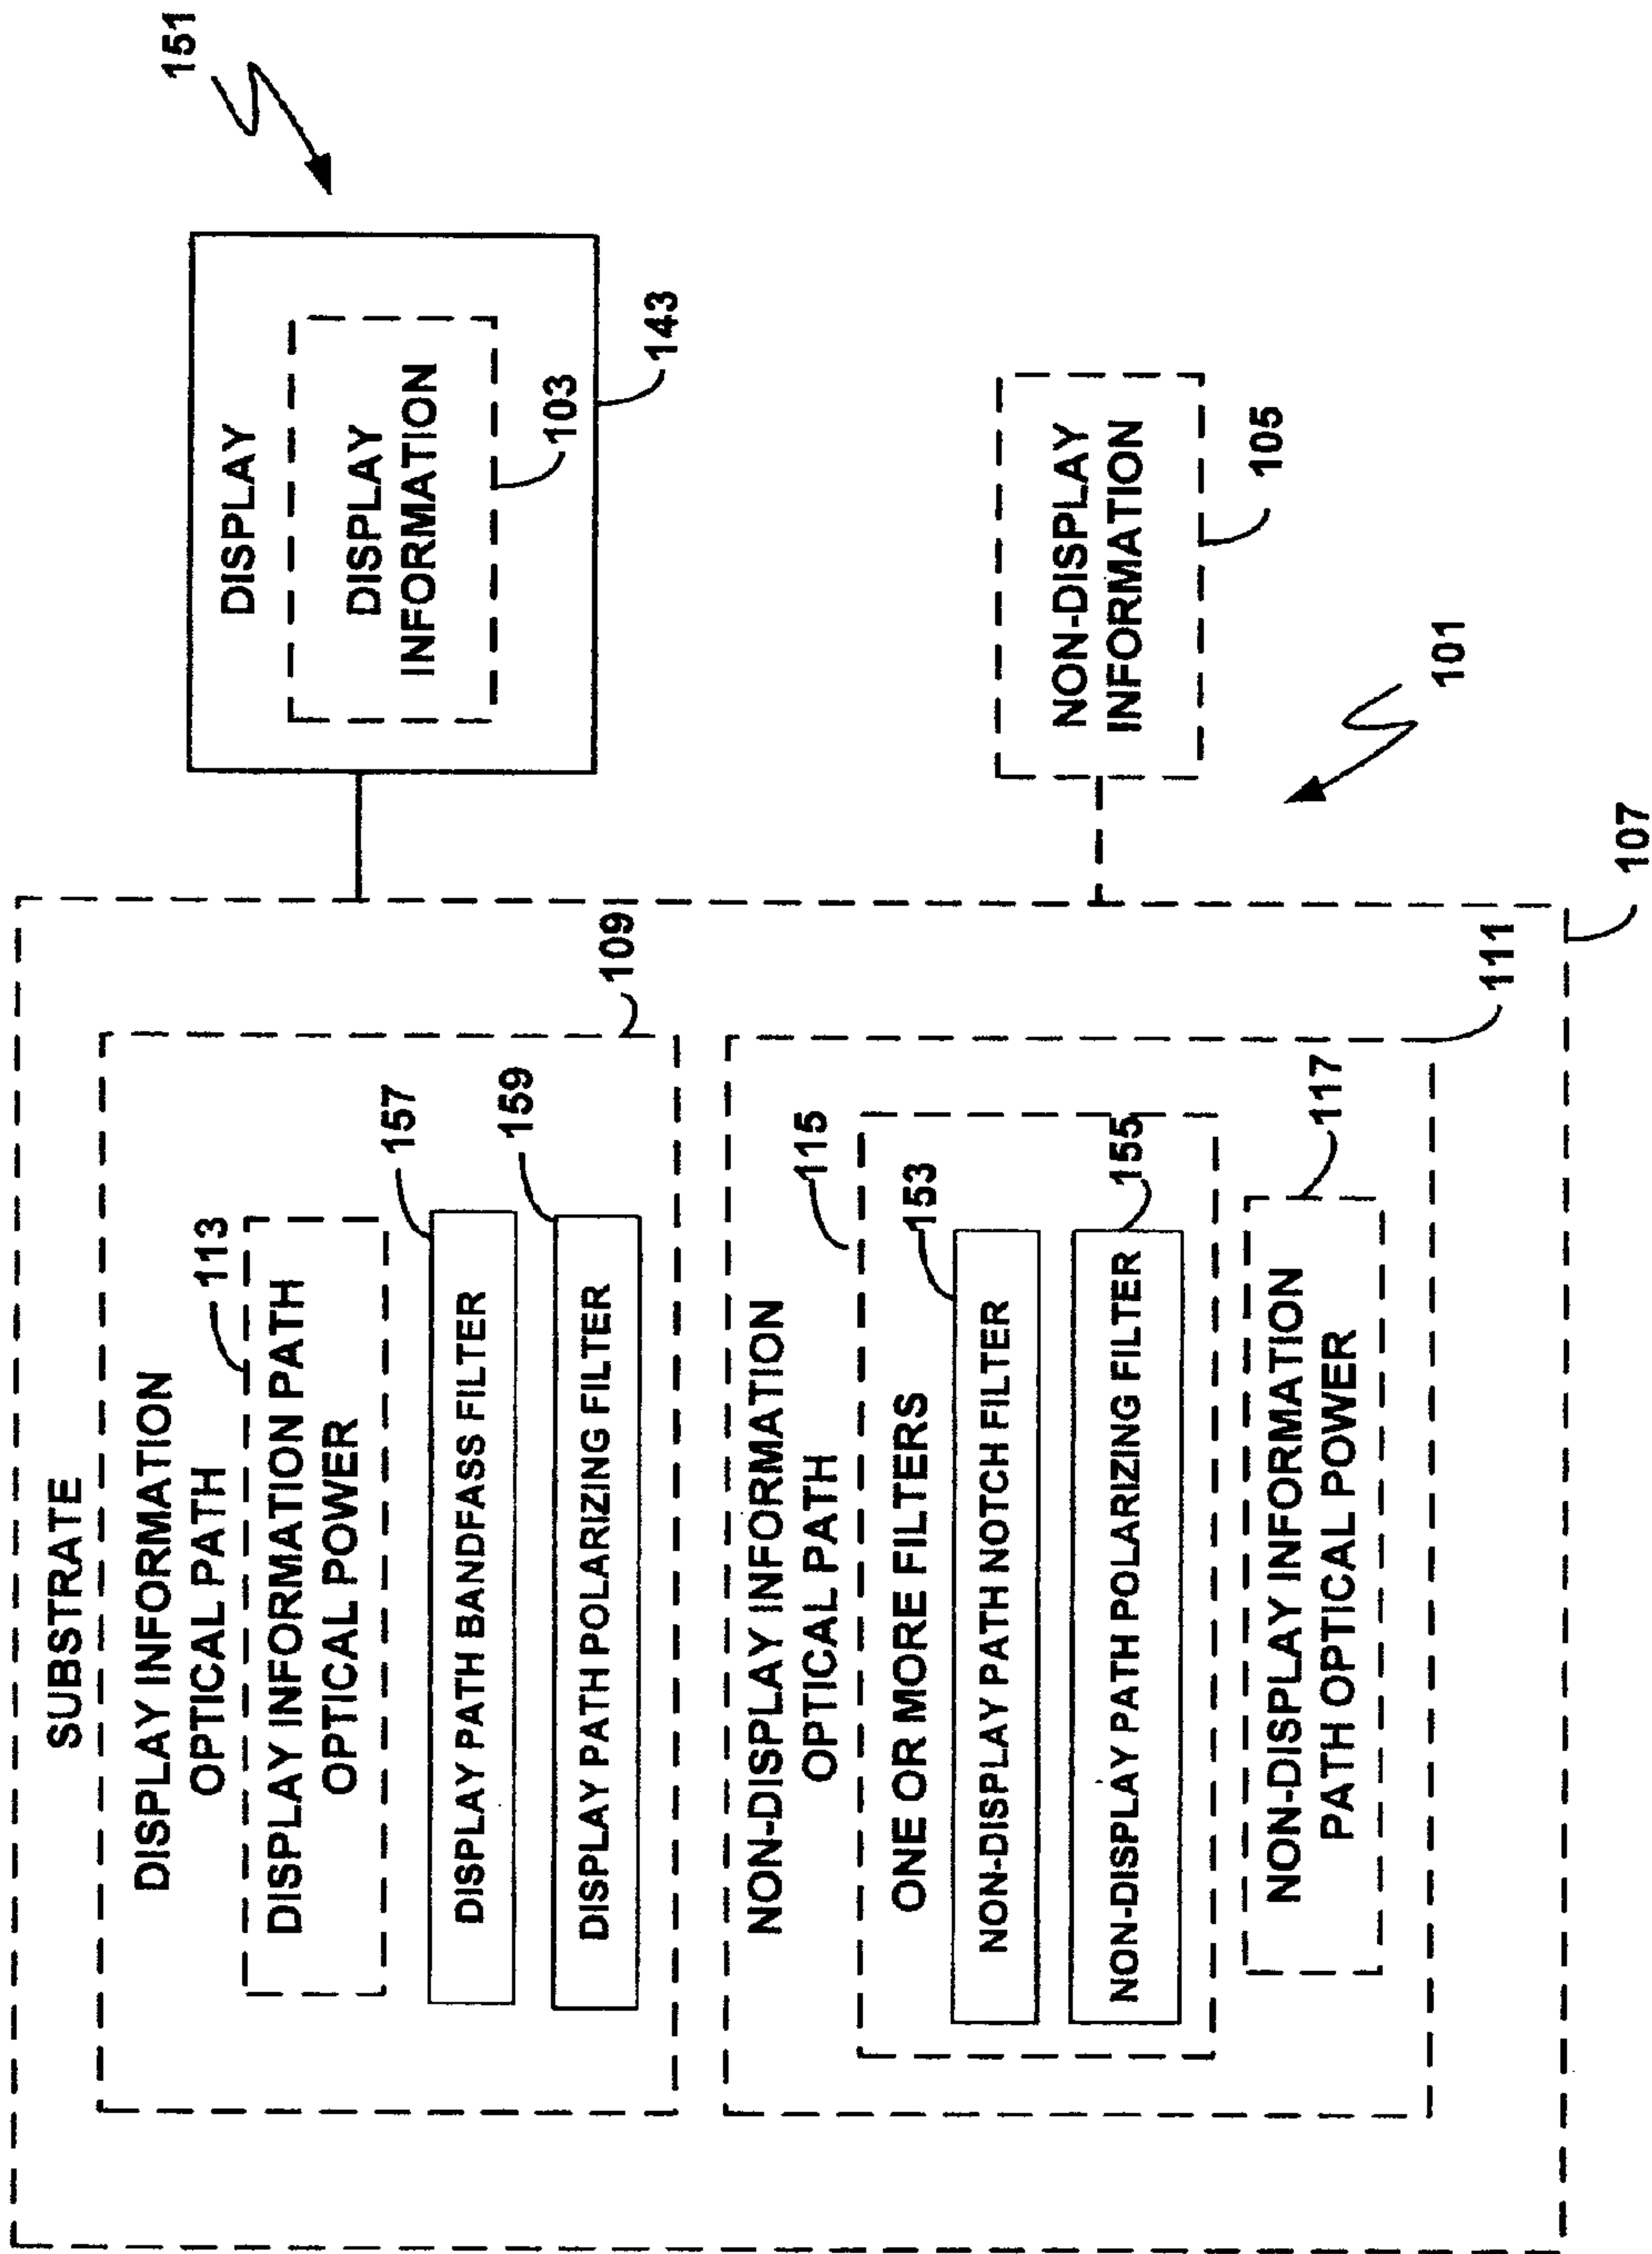 SUBSTRATE
DISPLAY INFORMATION
OPTICAL PATH
113
DISPLAY INFORMATION PATH
OPTICAL POWER
157
DISPLAY PATH BANDFASS FILTER
159
DISPLAY PATH POLARIZING FILTER
109
NON-DISPLAY INFORMATION
OPTICAL PATH
115
ONE OR MORE FILTERS
153
NON-DISPLAY PATH NOTCH FILTER
155
NON-DISPLAY PATH POLARIZING FILTER
117
NON-DISPLAY INFORMATION
PATH OPTICAL POWER
111
107
151
DISPLAY
DISPLAY
INFORMATION
103
143
NON-DISPLAY
INFORMATION
105
101